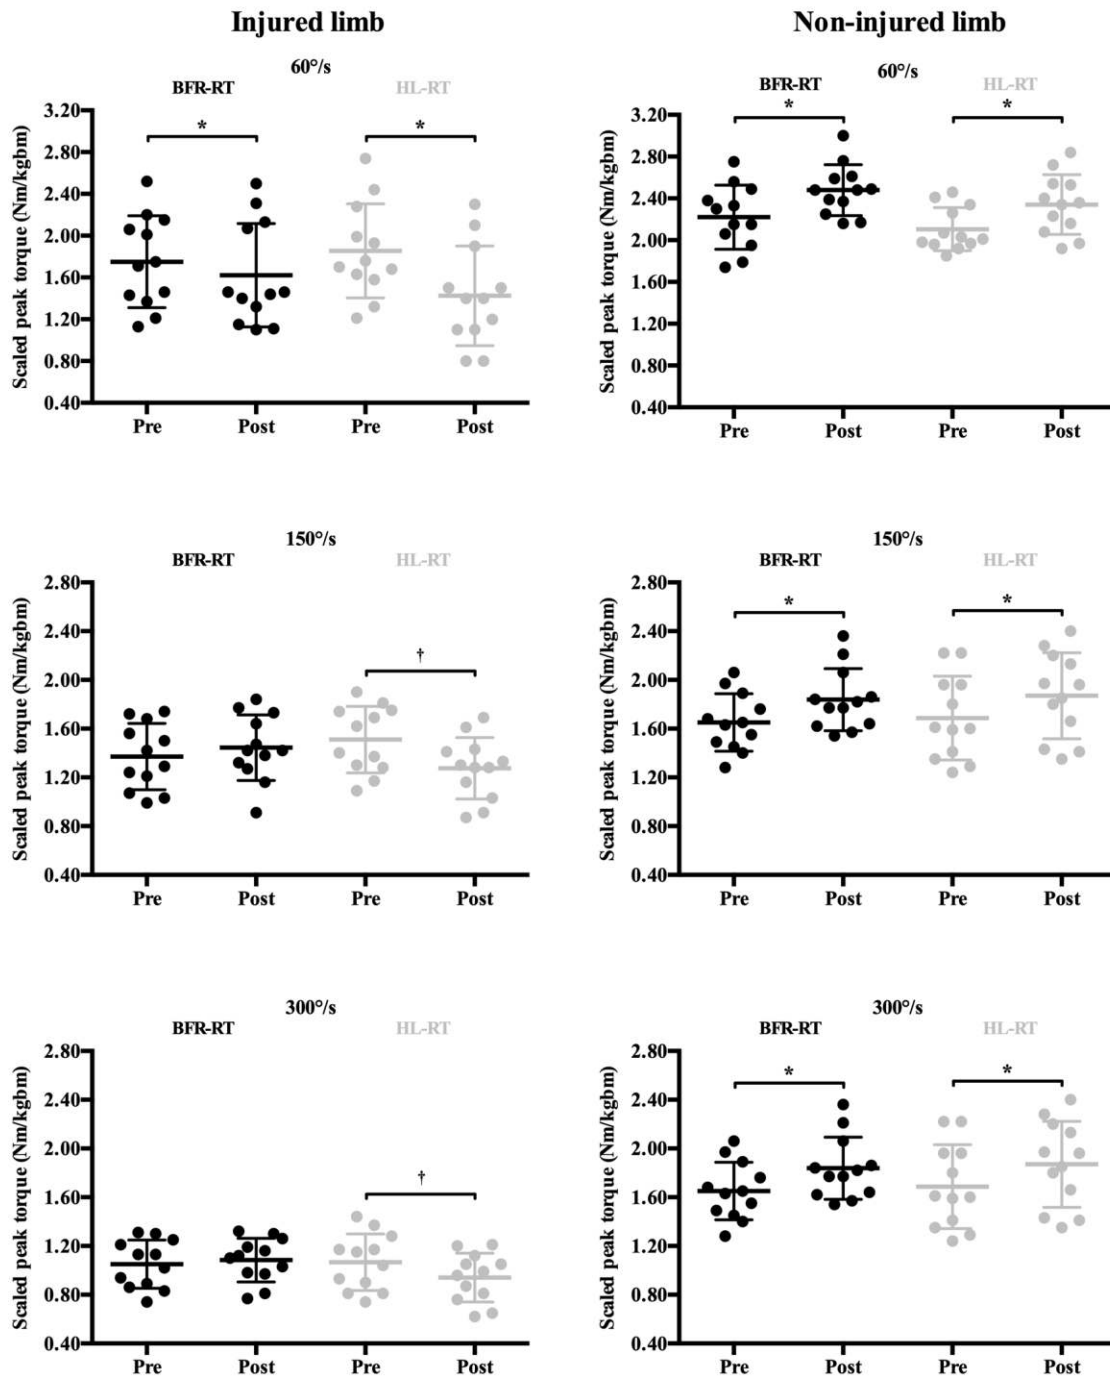 Injured limb
60°/s
BFR-RT
HL-RT
Scaled peak torque (Nm/kgbm)
3.20
2.80
2.40
2.00
1.60
1.20
0.80
0.40
*
*
Pre
Post
Pre
Post
Non-injured limb
60°/s
BFR-RT
HL-RT
Scaled peak torque (Nm/kgbm)
3.20
2.80
2.40
2.00
1.60
1.20
0.80
0.40
*
*
Pre
Post
Pre
Post
150°/s
BFR-RT
HL-RT
Scaled peak torque (Nm/kgbm)
2.80
2.40
2.00
1.60
1.20
0.80
0.40
†
Pre
Post
Pre
Post
150°/s
BFR-RT
HL-RT
Scaled peak torque (Nm/kgbm)
2.80
2.40
2.00
1.60
1.20
0.80
0.40
*
*
Pre
Post
Pre
Post
300°/s
BFR-RT
HL-RT
Scaled peak torque (Nm/kgbm)
2.80
2.40
2.00
1.60
1.20
0.80
0.40
†
Pre
Post
Pre
Post
300°/s
BFR-RT
HL-RT
Scaled peak torque (Nm/kgbm)
2.80
2.40
2.00
1.60
1.20
0.80
0.40
*
*
Pre
Post
Pre
Post